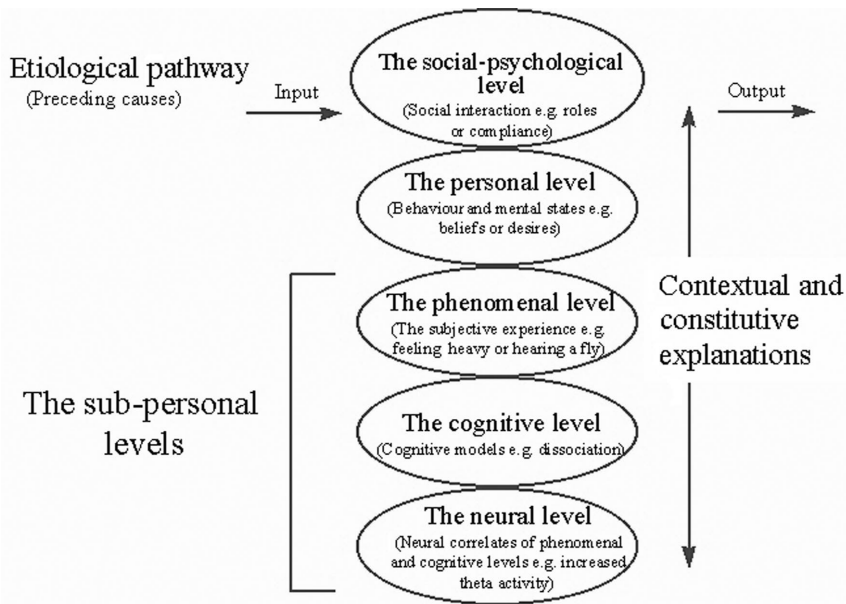 Etiological pathway
(Preceding causes)
Input
The social-psychological
level
(Social interaction e.g. roles
or compliance)
Output
The personal level
(Behaviour and mental states e.g.
beliefs or desires)
The phenomenal level
(The subjective experience e.g.
feeling heavy or hearing a fly)
Contextual and
constitutive
explanations
The sub-personal
levels
The cognitive level
(Cognitive models e.g. dissociation)
The neural level
(Neural correlates of phenomenal
and cognitive levels e.g. increased
theta activity)